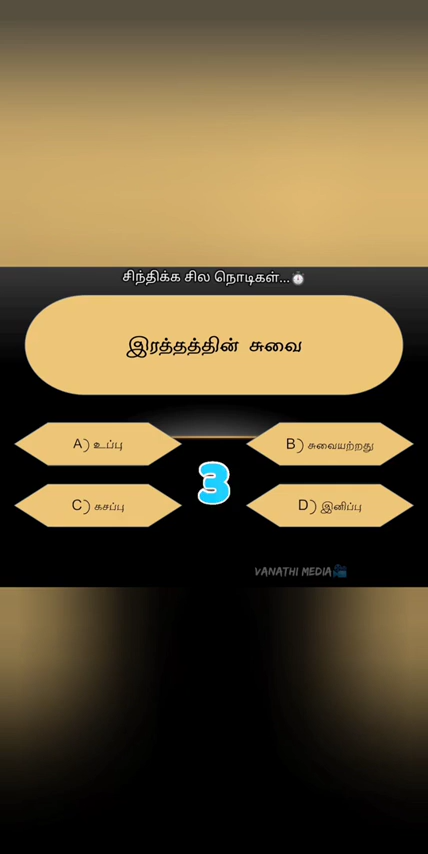 சிந்திக்க சில நொடிகள்...⏱️
இரத்தத்தின் சுவை
A) உப்பு
B) சுவையற்றது
3
C) கசப்பு
D) இனிப்பு
VANATHI MEDIA🎥